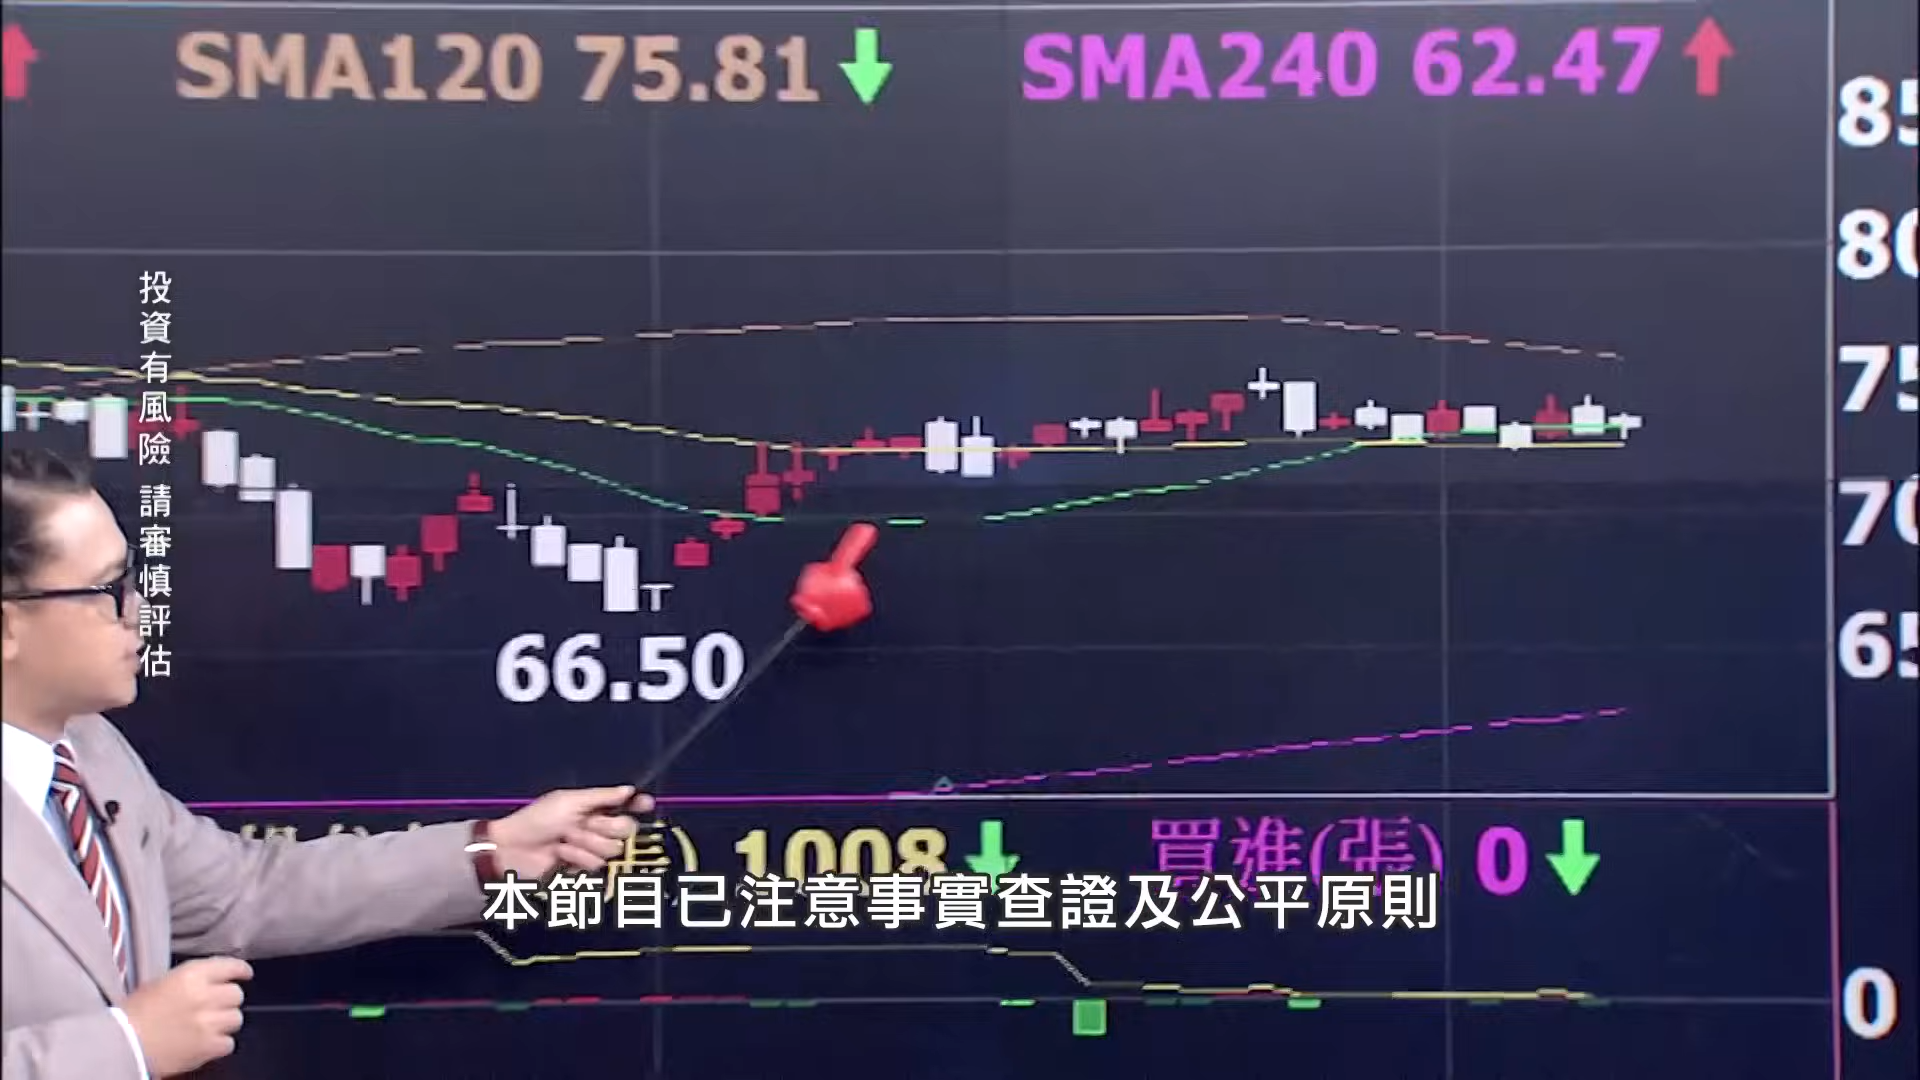 SMA120 75.81
SMA240 62.47
85
80
75
70
65
投資有風險 請審慎評估
66.50
張) 1008
買進(張) 0
本節目已注意事實查證及公平原則
0